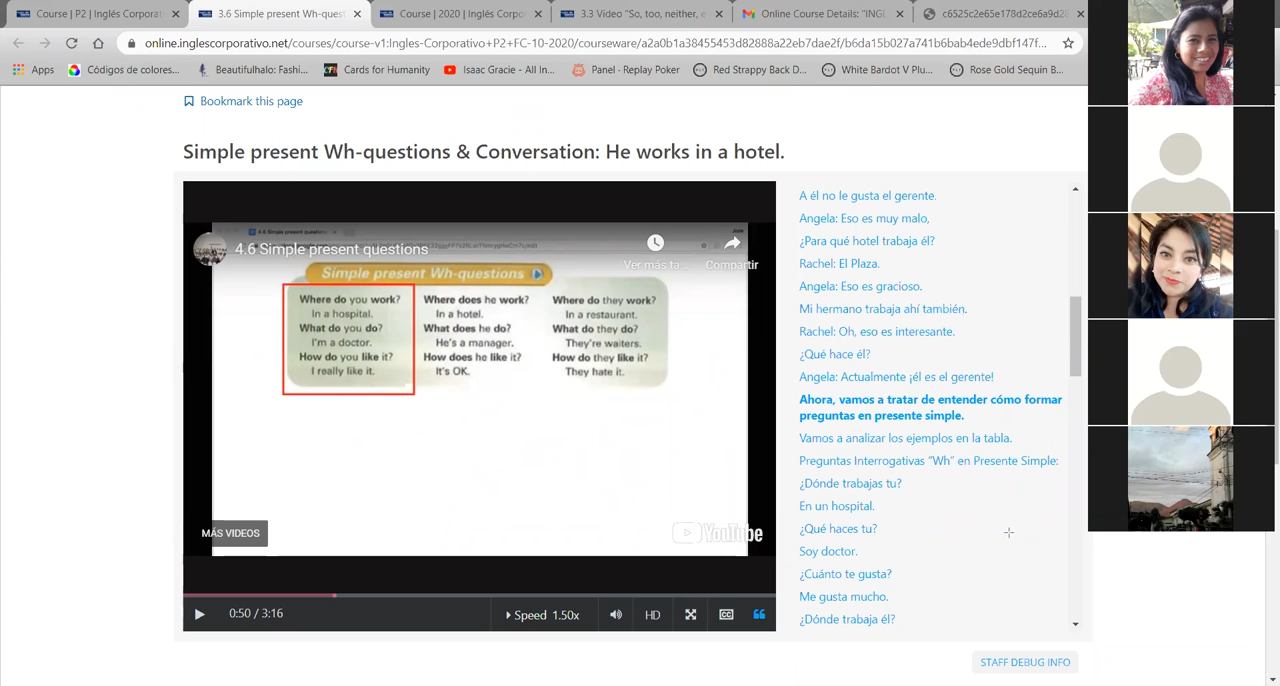 Course | P2 | Inglés Corporat
3.6 Simple present Wh-quest
Course | 2020 | Inglés Corpo
3.3 Video "So, too, neither, e
Online Course Details: "INGL
c6525c2e65e178d2ce6a9d28
online.inglescorporativo.net/courses/course-v1:Ingles-Corporativo+P2+FC-10-2020/courseware/a2a0b1a38455453d82888a22eb7dae2f/b6da15b027a741b6bab4ede9dbf147f...
Apps
Códigos de colores...
Beautifulhalo: Fashi...
Cards for Humanity
Isaac Gracie - All In...
Panel · Replay Poker
Red Strappy Back D...
White Bardot V Plu...
Rose Gold Sequin B...
Bookmark this page
Simple present Wh-questions & Conversation: He works in a hotel.
4.6 Simple present questions
Ver más ta...
Compartir
Simple present Wh-questions
Where do you work?
In a hospital.
What do you do?
I'm a doctor.
How do you like it?
I really like it.
Where does he work?
In a hotel.
What does he do?
He's a manager.
How does he like it?
It's OK.
Where do they work?
In a restaurant.
What do they do?
They're waiters.
How do they like it?
They hate it.
MÁS VIDEOS
YouTube
0:50 / 3:16
Speed 1.50x
HD
CC
A él no le gusta el gerente.
Angela: Eso es muy malo,
¿Para qué hotel trabaja él?
Rachel: El Plaza.
Angela: Eso es gracioso.
Mi hermano trabaja ahí también.
Rachel: Oh, eso es interesante.
¿Qué hace él?
Angela: Actualmente ¡él es el gerente!
Ahora, vamos a tratar de entender cómo formar
preguntas en presente simple.
Vamos a analizar los ejemplos en la tabla.
Preguntas Interrogativas "Wh" en Presente Simple:
¿Dónde trabajas tu?
En un hospital.
¿Qué haces tu?
Soy doctor.
¿Cuánto te gusta?
Me gusta mucho.
¿Dónde trabaja él?
STAFF DEBUG INFO